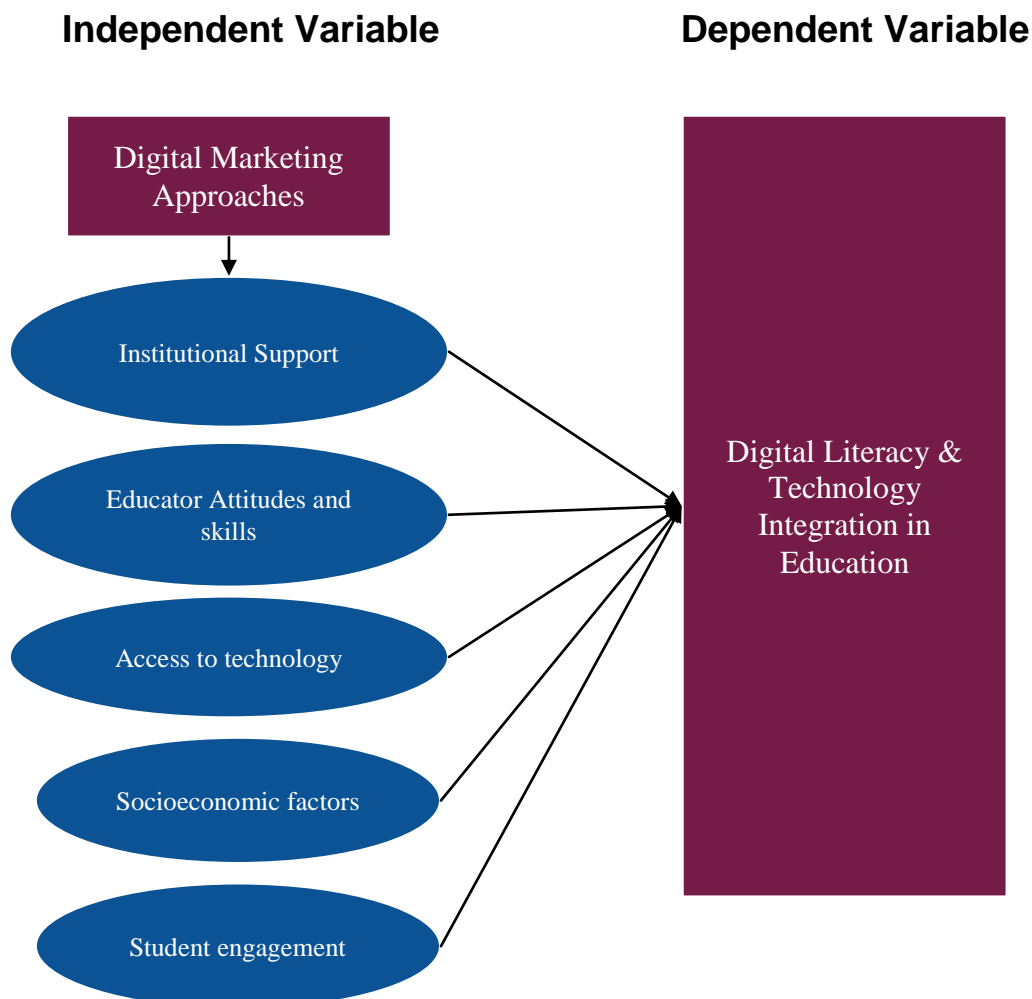 Independent Variable
Dependent Variable
Digital Marketing
Approaches
Institutional Support
Educator Attitudes and
skills
Access to technology
Socioeconomic factors
Student engagement
Digital Literacy &
Technology
Integration in
Education